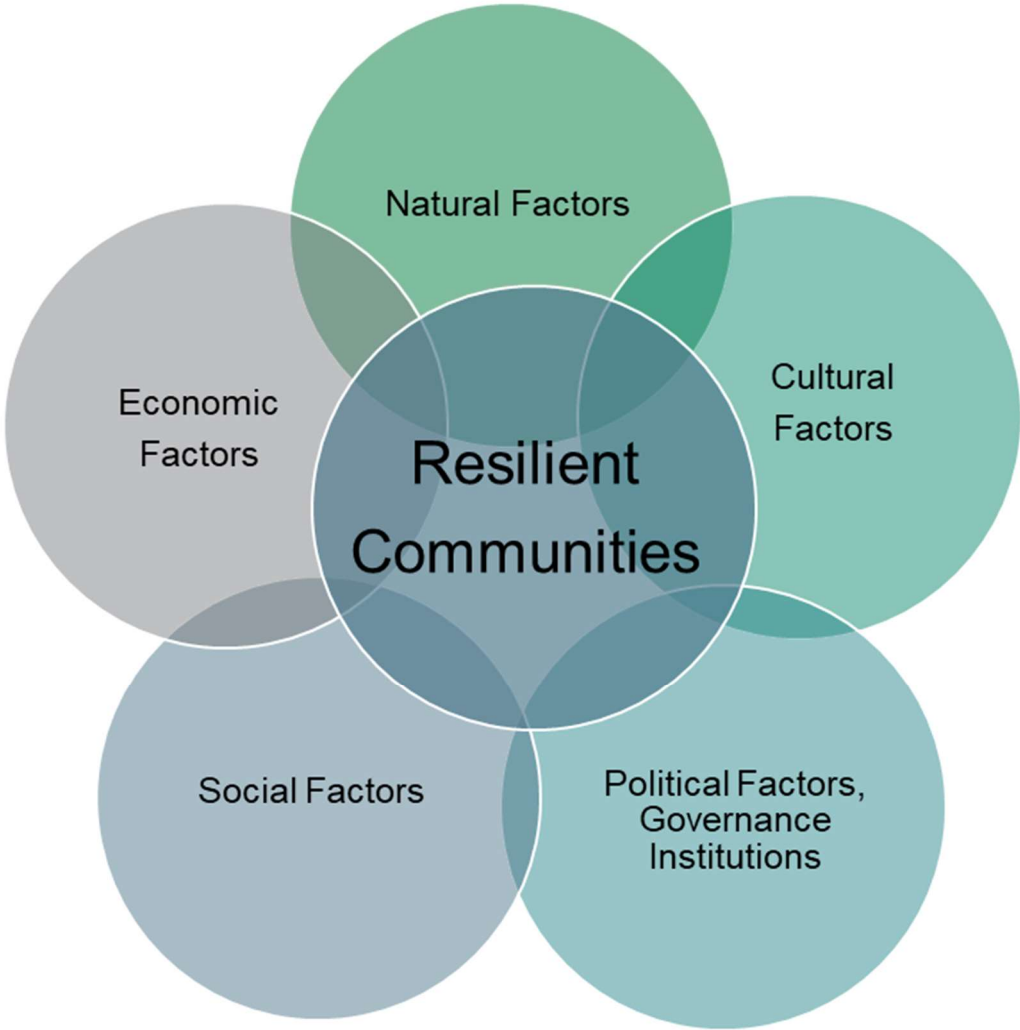 Natural Factors
Cultural
Factors
Economic
Factors
Resilient
Communities
Social Factors
Political Factors,
Governance
Institutions